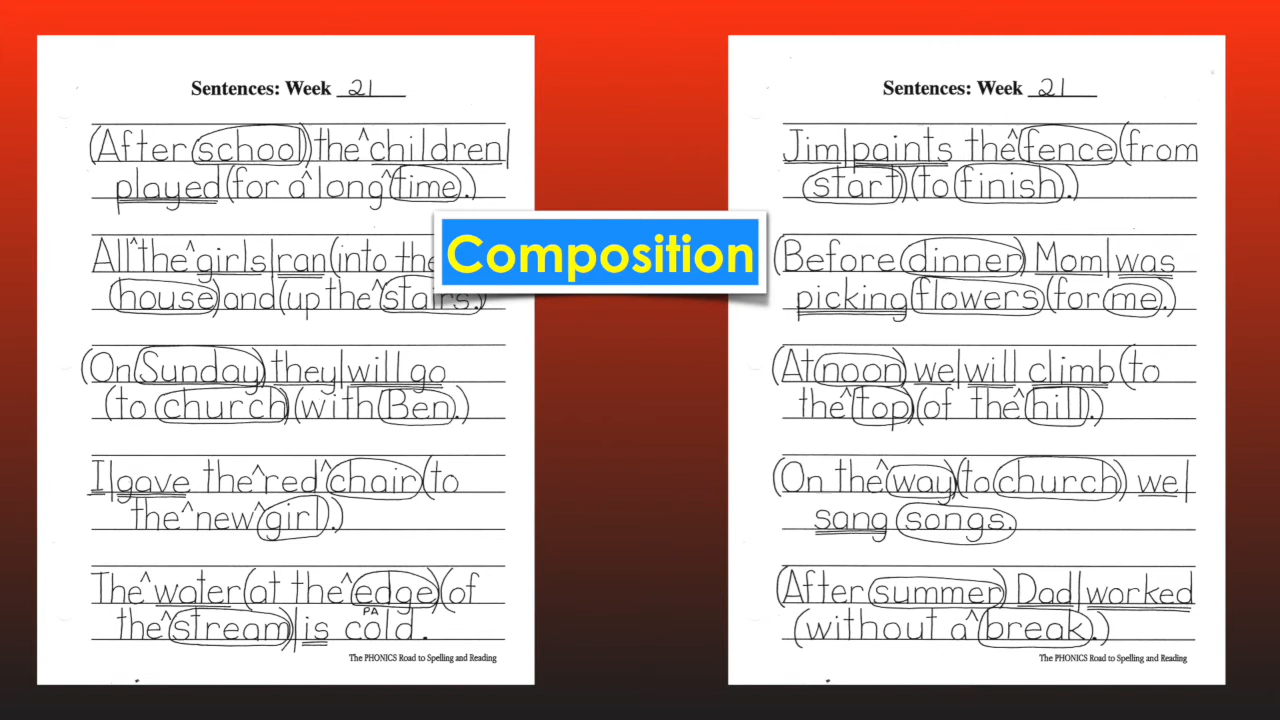 Sentences: Week 21
(After school) the^ children|
played (for a^ long^ time.)
All^ the^ girls|ran (into the
house) and (up the^ stairs.)
(On Sunday) they|will go
(to church) (with Ben.)
I|gave the^ red^ chair (to
the^ new^ girl.)
The^ water (at the^ edge) (of
PA
the^ stream)|is cold.
The PHONICS Road to Spelling and Reading
Composition
Sentences: Week 21
Jim|paints the^ fence (from
start) (to finish.)
(Before dinner) Mom|was
picking flowers (for me.)
(At noon) we|will climb (to
the^ top) (of the^ hill.)
(On the^ way) (to church) we|
sang songs.
(After summer) Dad|worked
(without a^ break.)
The PHONICS Road to Spelling and Reading